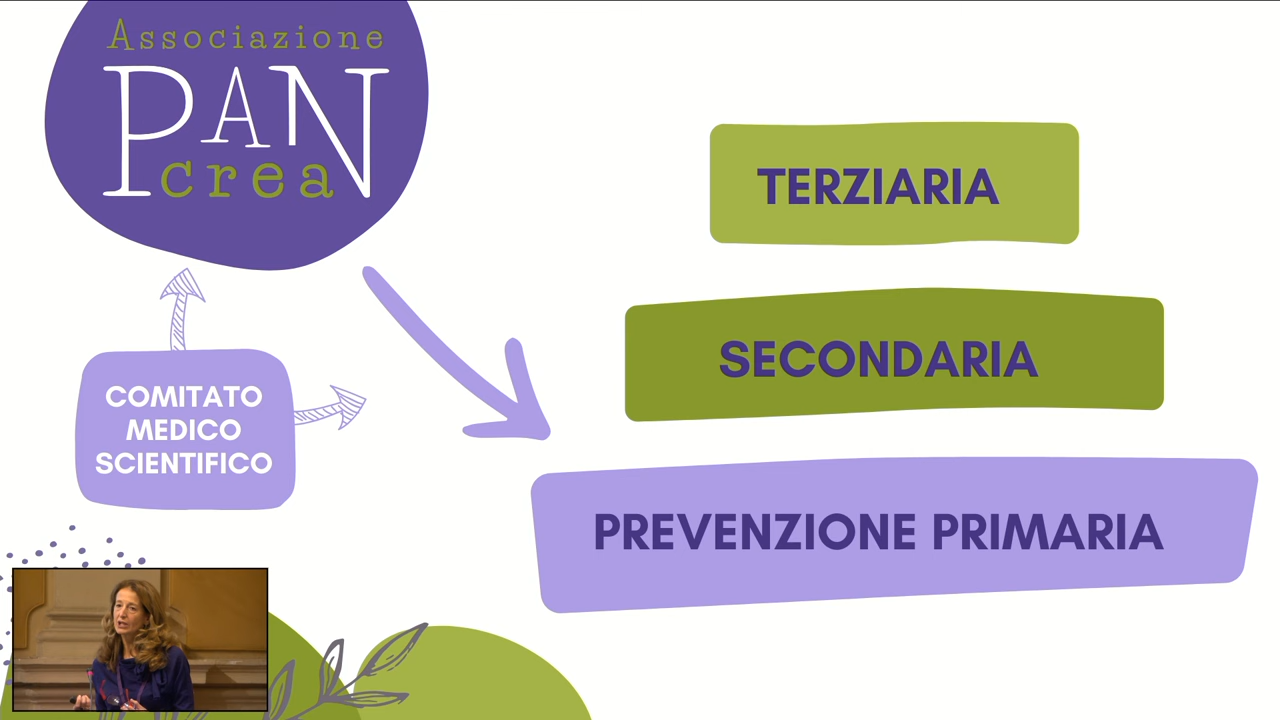 Associazione
PAN
crea
COMITATO
MEDICO
SCIENTIFICO
TERZIARIA
SECONDARIA
PREVENZIONE PRIMARIA